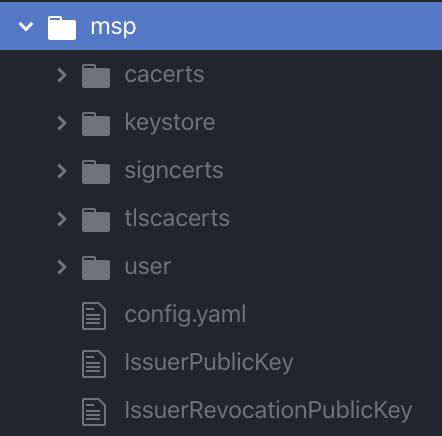 msp
cacerts
keystore
signcerts
tlscacerts
user
config.yaml
IssuerPublicKey
IssuerRevocationPublicKey